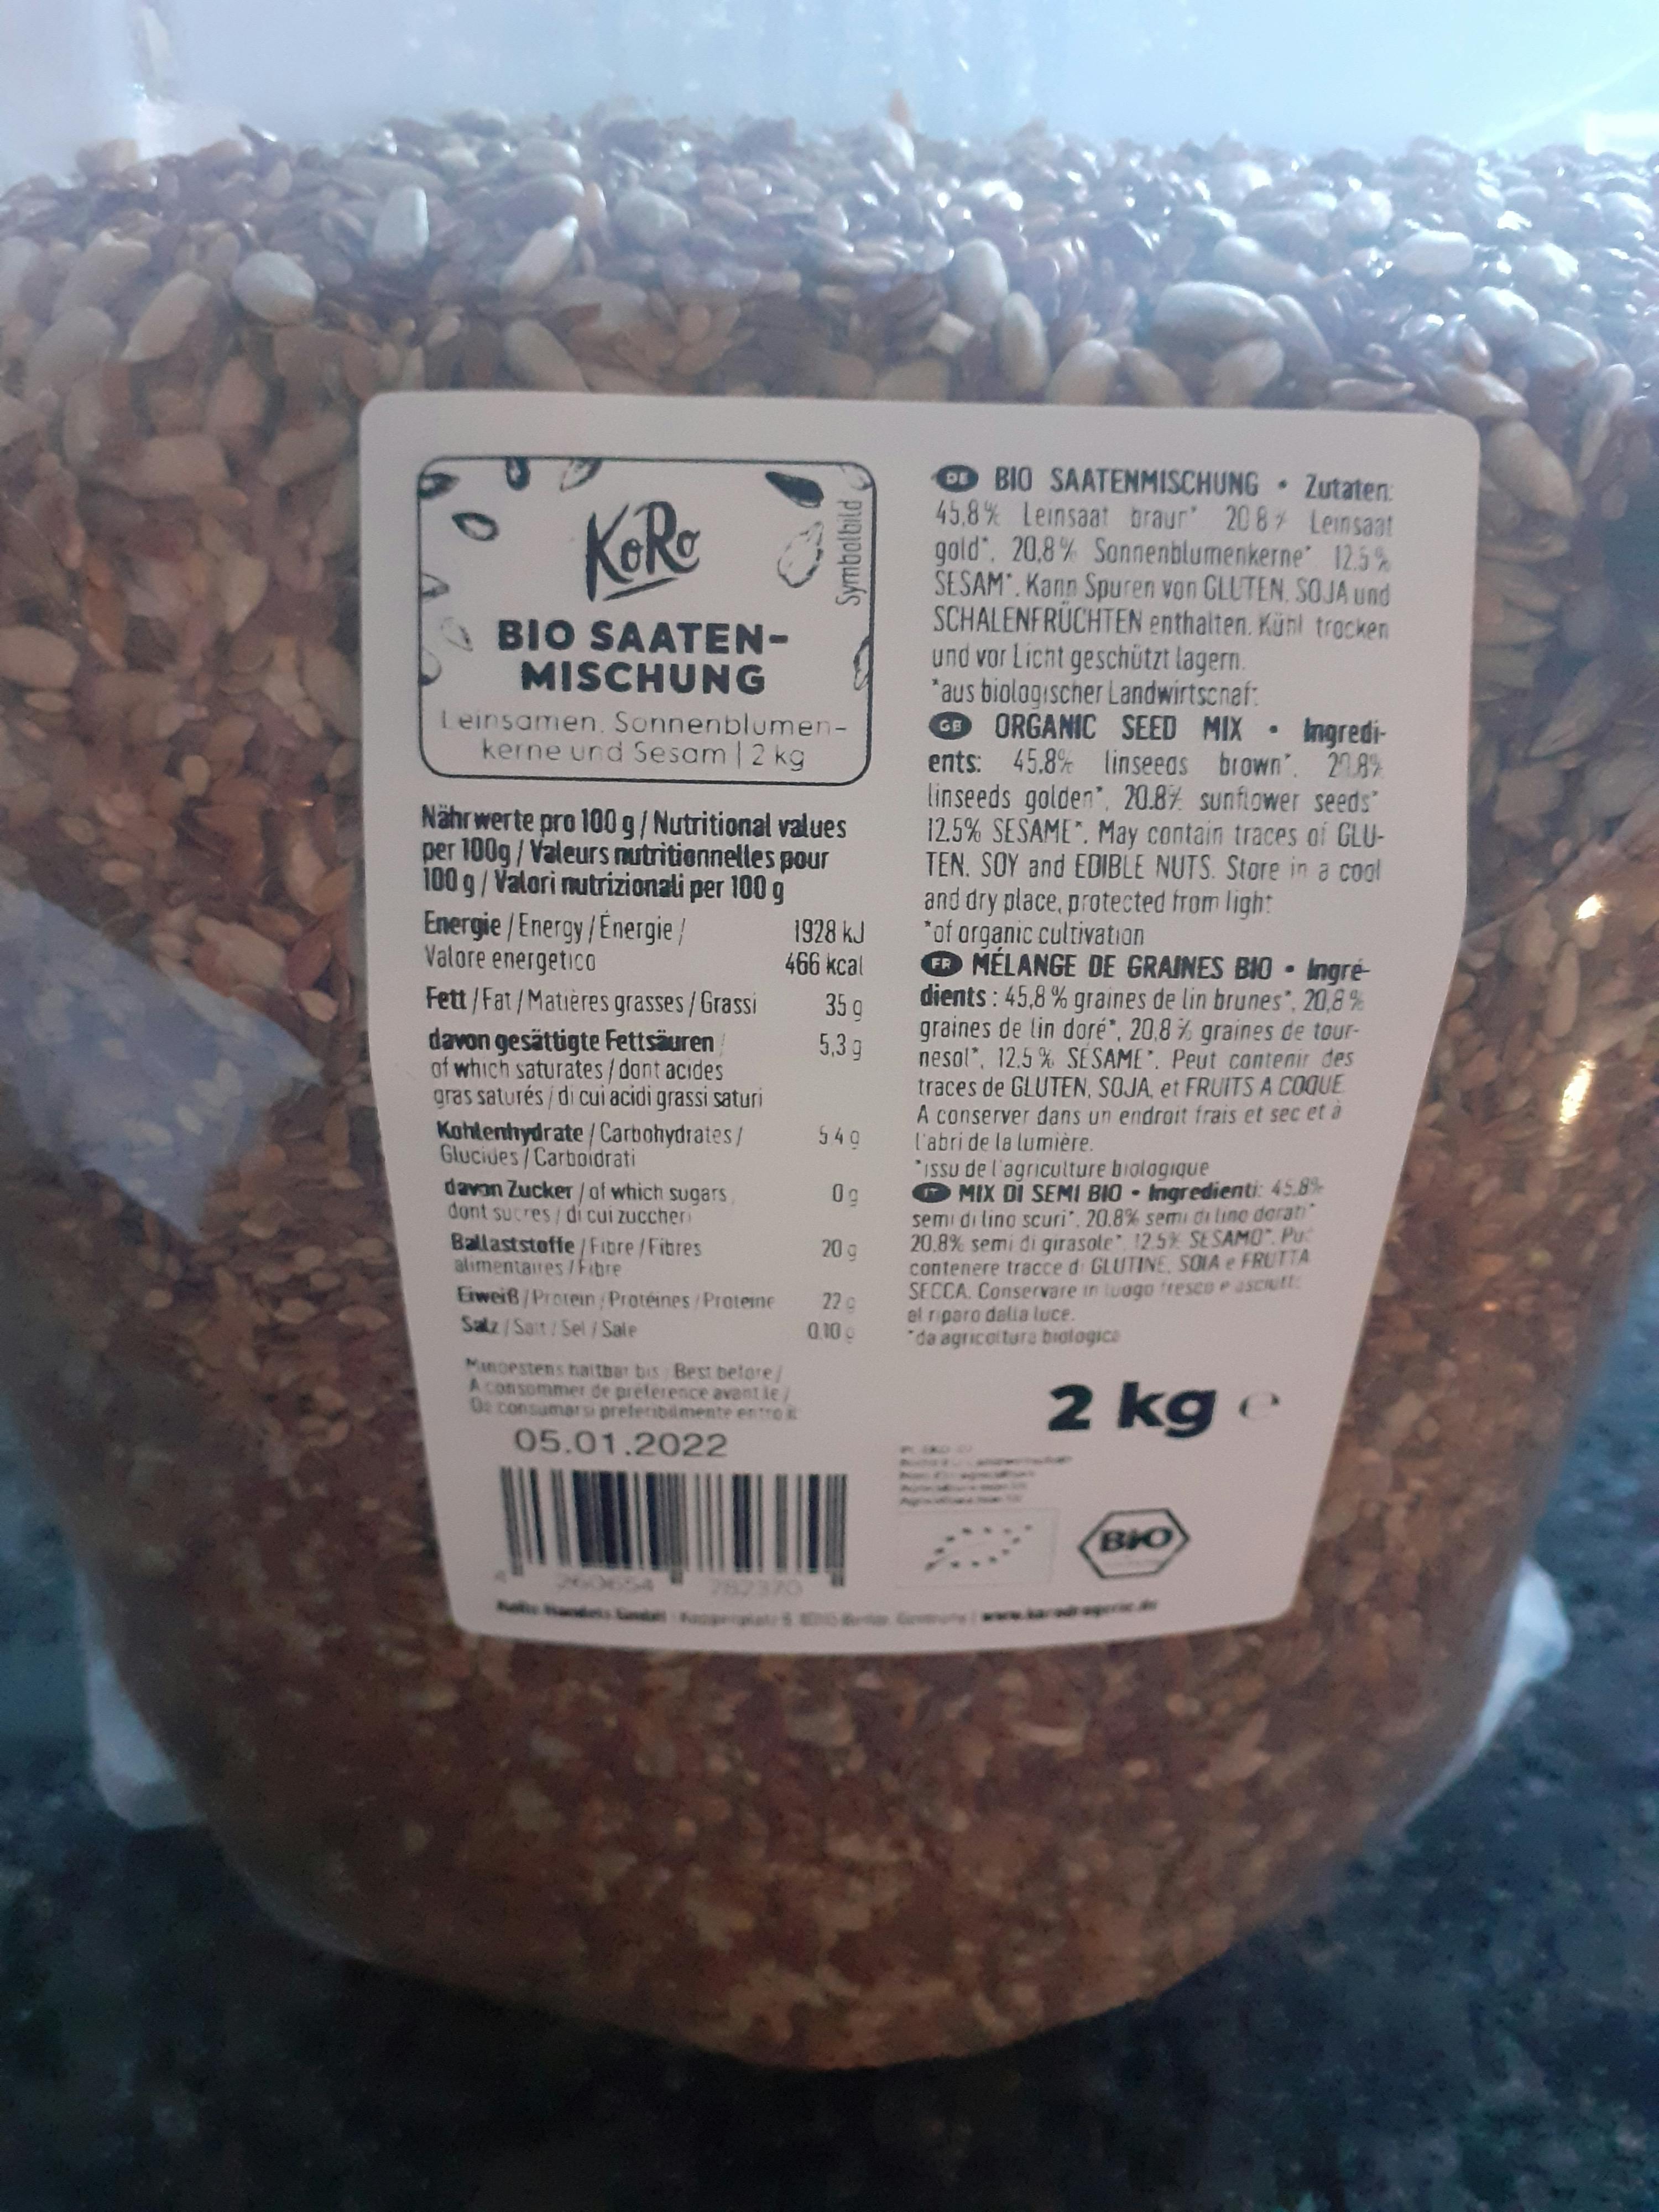 KoRo
Symbolbild
BIO SAATEN-
MISCHUNG
Leinsamen, Sonnenblumen-
kerne und Sesam | 2 kg
Nährwerte pro 100 g / Nutritional values
per 100g / Valeurs nutritionnelles pour
100 g / Valori nutrizionali per 100 g
Energie / Energy / Énergie / 1928 kJ
Valore energetico 466 kcal
Fett / Fat / Matières grasses / Grassi 35 g
davon gesättigte Fettsäuren / 5,3 g
of which saturates / dont acides
gras saturés / di cui acidi grassi saturi
Kohlenhydrate / Carbohydrates / 5.4 g
Glucides / Carboidrati
davon Zucker / of which sugars 0 g
dont sucres / di cui zuccheri
Ballaststoffe / Fibre / Fibres 20 g
alimentaires / Fibre
Eiweiß / Protein / Protéines / Proteine 22 g
Salz / Salt / Sel / Sale 0.10 g
Mindestens haltbar bis / Best before /
A consommer de préférence avant le /
Da consumarsi preferibilmente entro il:
05.01.2022
4 260654 782370
DE BIO SAATENMISCHUNG • Zutaten:
45,8% Leinsaat braun* 20.8% Leinsaat
gold*, 20,8% Sonnenblumenkerne* 12.5%
SESAM*. Kann Spuren von GLUTEN, SOJA und
SCHALENFRÜCHTEN enthalten. Kühl trocken
und vor Licht geschützt lagern.
*aus biologischer Landwirtschaft
GB ORGANIC SEED MIX • Ingredi-
ents: 45.8% linseeds brown*, 20.8%
linseeds golden*, 20.8% sunflower seeds*
12.5% SESAME*. May contain traces of GLU-
TEN, SOY and EDIBLE NUTS. Store in a cool
and dry place, protected from light
*of organic cultivation
FR MÉLANGE DE GRAINES BIO • Ingré-
dients : 45,8 % graines de lin brunes*, 20,8 %
graines de lin doré*, 20,8 % graines de tour-
nesol*, 12,5 % SÉSAME*. Peut contenir des
traces de GLUTEN, SOJA, et FRUITS A COQUE.
A conserver dans un endroit frais et sec et à
l'abri de la lumière.
*issu de l'agriculture biologique
IT MIX DI SEMI BIO • Ingredienti: 45.8%
semi di lino scuri*, 20.8% semi di lino dorati*
20.8% semi di girasole*, 12.5% SESAMO*. Può
contenere tracce di GLUTINE, SOIA e FRUTTA
SECCA. Conservare in luogo fresco e asciutto
al riparo dalla luce.
*da agricoltura biologica
2 kg e
BIO
KoRo Handels GmbH Germany | www.korodrogerie.de